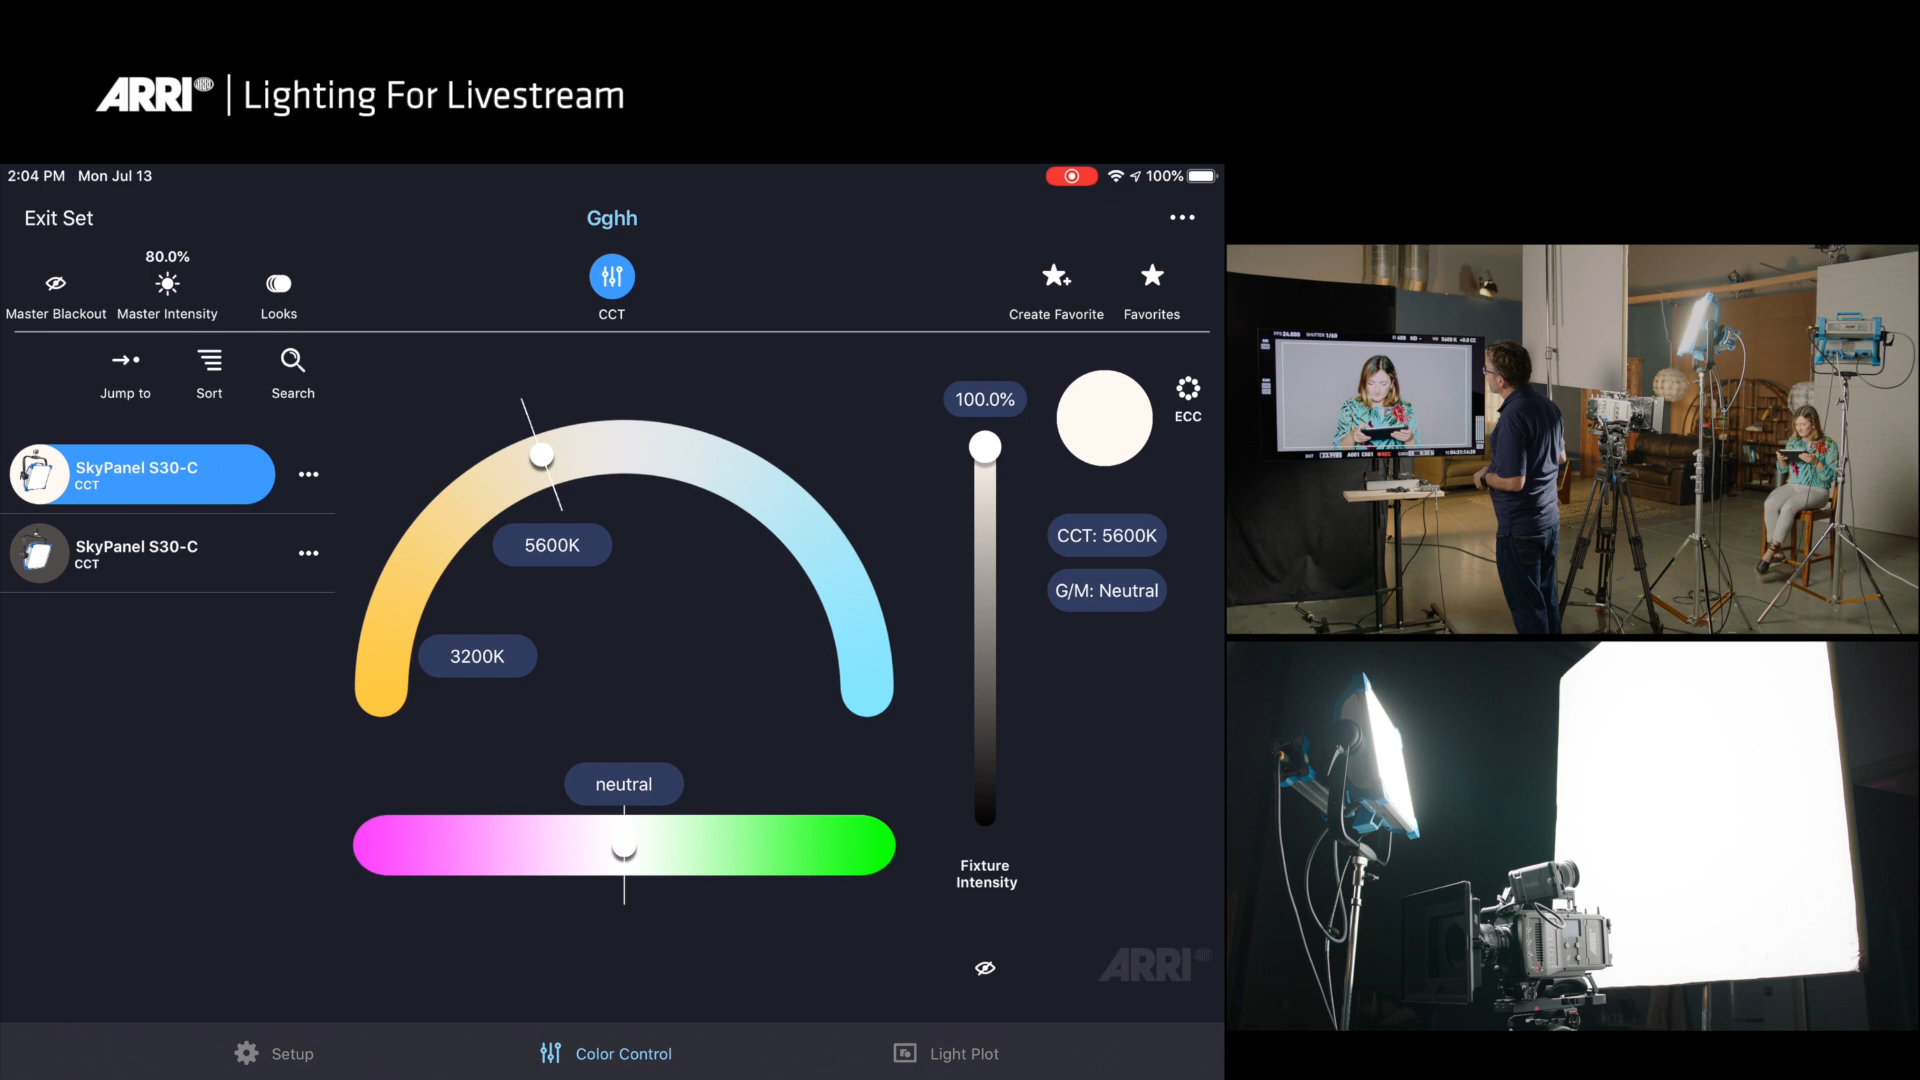 ARRI | Lighting For Livestream
2:04 PM Mon Jul 13
100%
Exit Set
Gghh
80.0%
Master Blackout
Master Intensity
Looks
CCT
Create Favorite
Favorites
Jump to
Sort
Search
SkyPanel S30-C
CCT
SkyPanel S30-C
CCT
5600K
3200K
neutral
100.0%
ECC
CCT: 5600K
G/M: Neutral
Fixture
Intensity
ARRI
Setup
Color Control
Light Plot